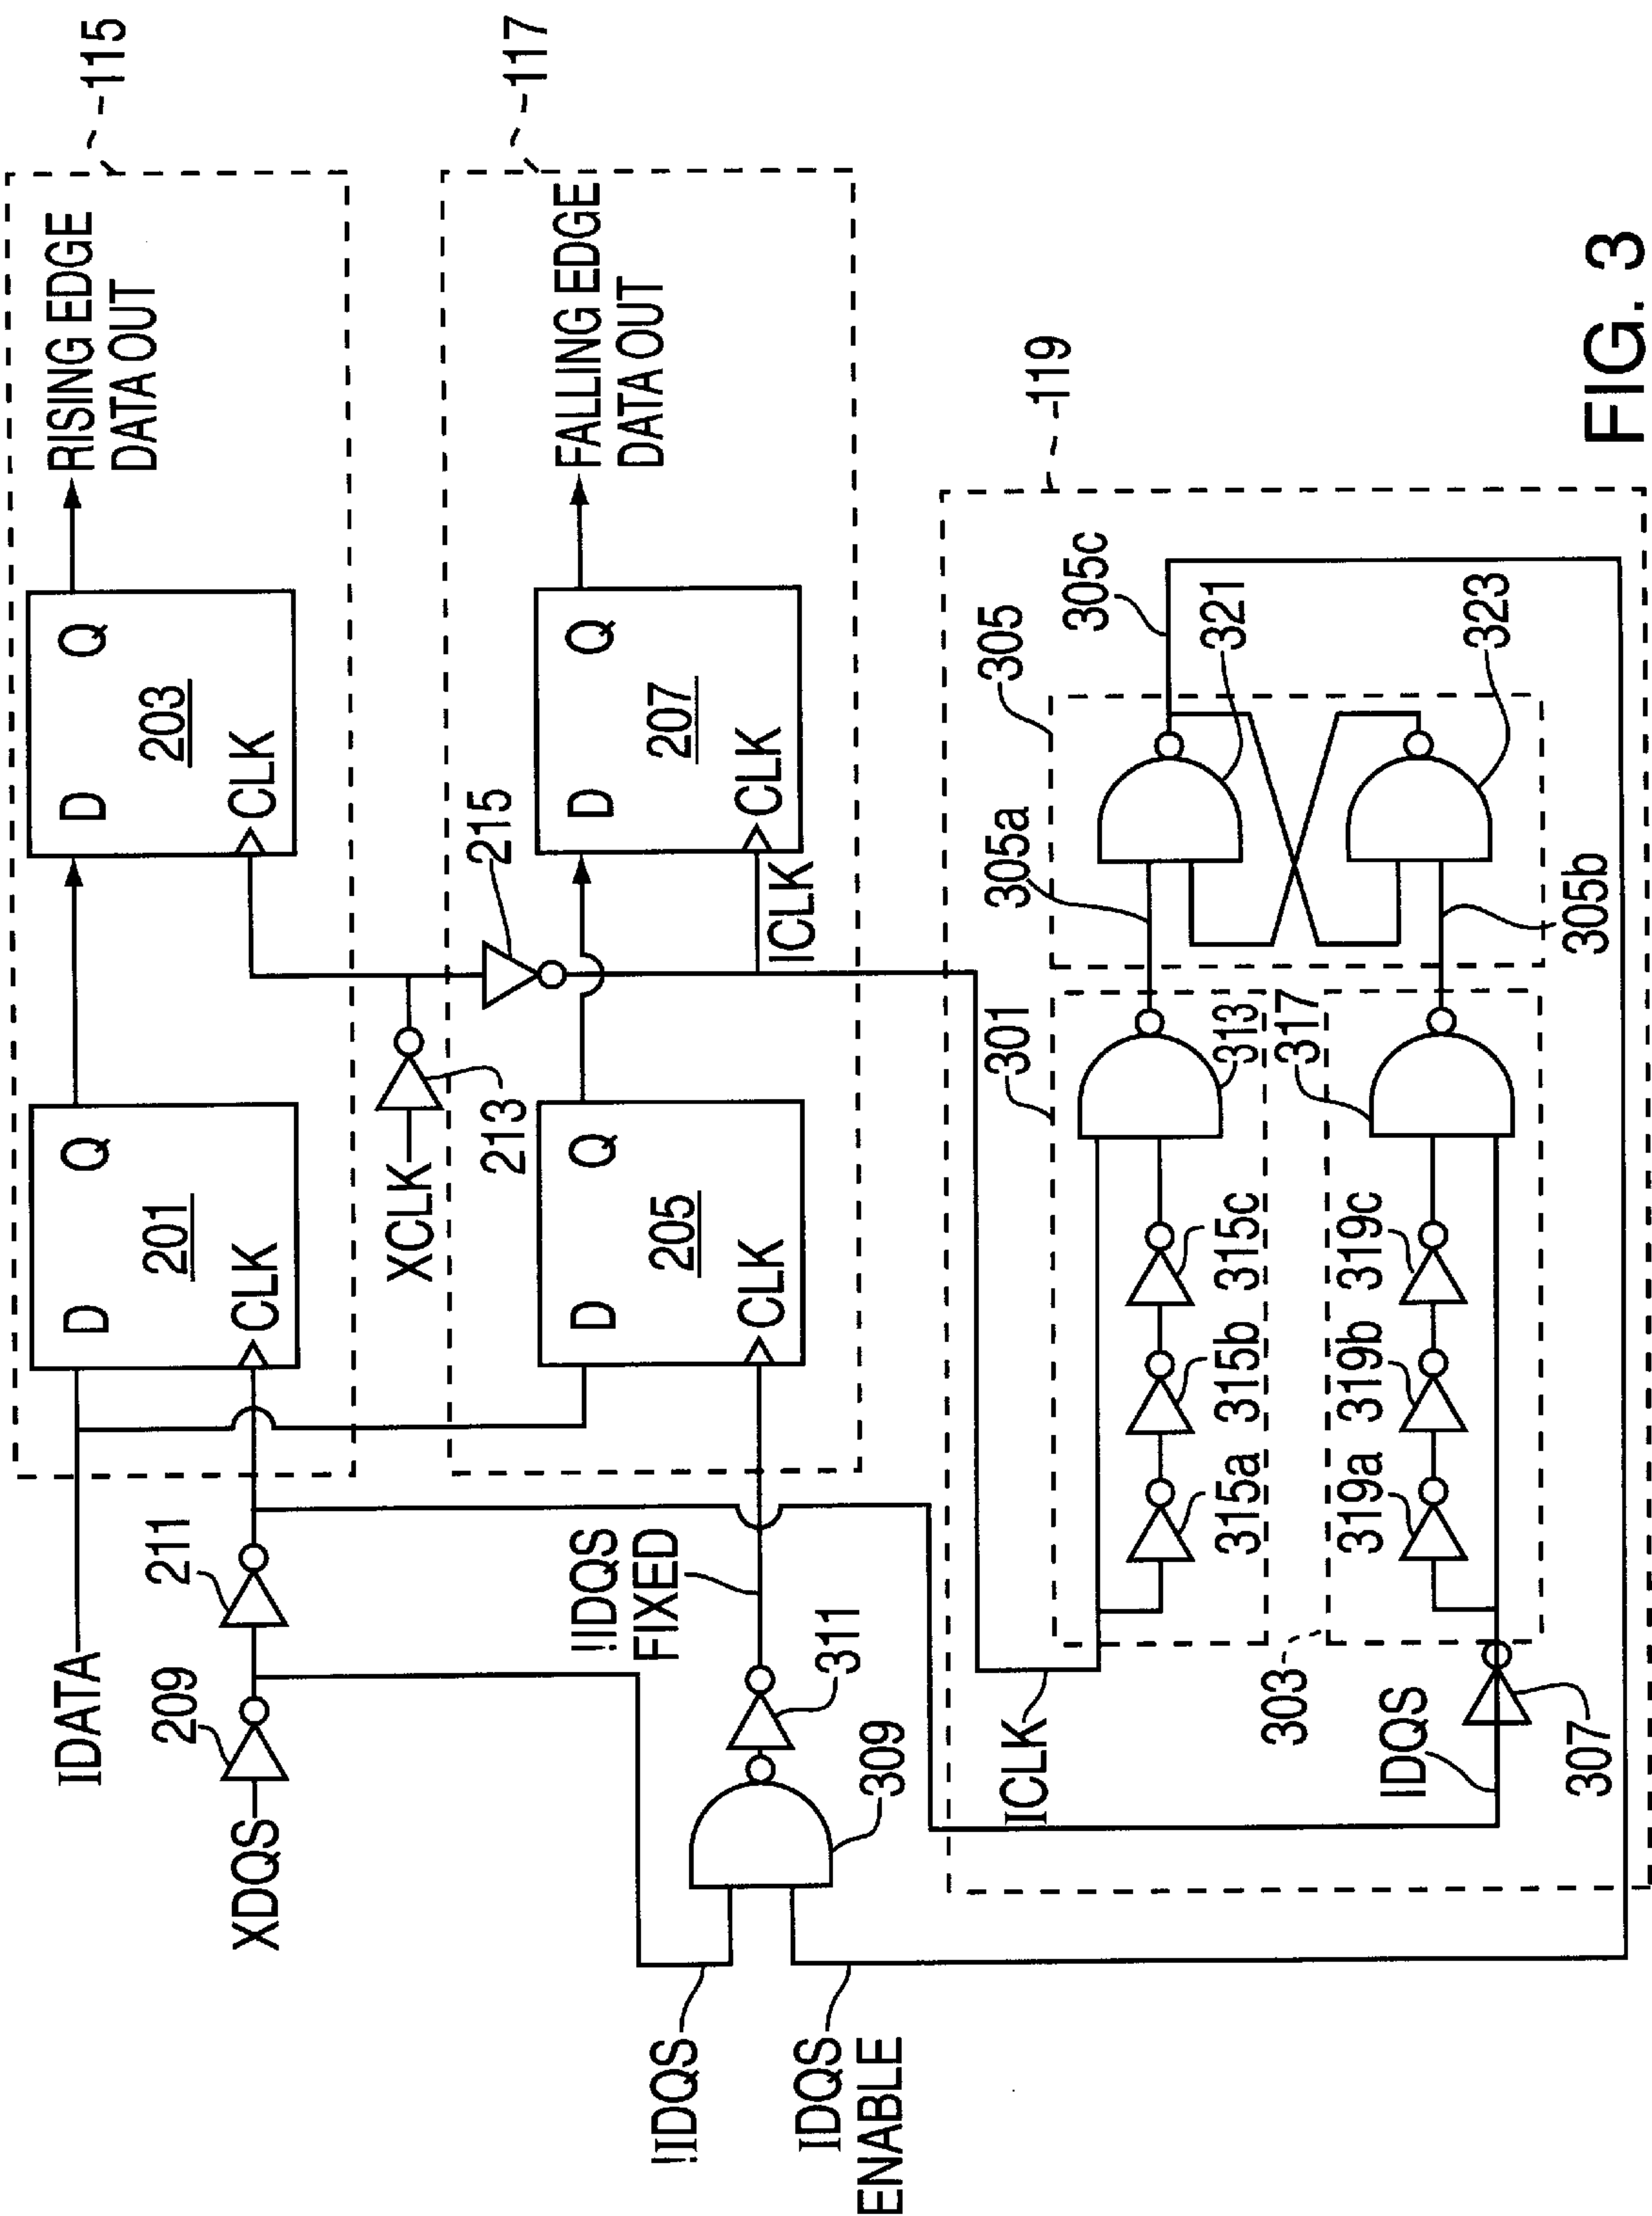 115
RISING EDGE
DATA OUT
D
Q
203
CLK
D
Q
201
CLK
IDATA
211
209
XDQS
XCLK
213
215
117
FALLING EDGE
DATA OUT
D
Q
207
CLK
ICLK
D
Q
205
CLK
!IDQS
FIXED
311
309
!IDQS
IDQS
ENABLE
119
305
305c
321
323
305a
305b
301
313
317
315a
315b
315c
319a
319b
319c
303
ICLK
IDQS
307
FIG. 3